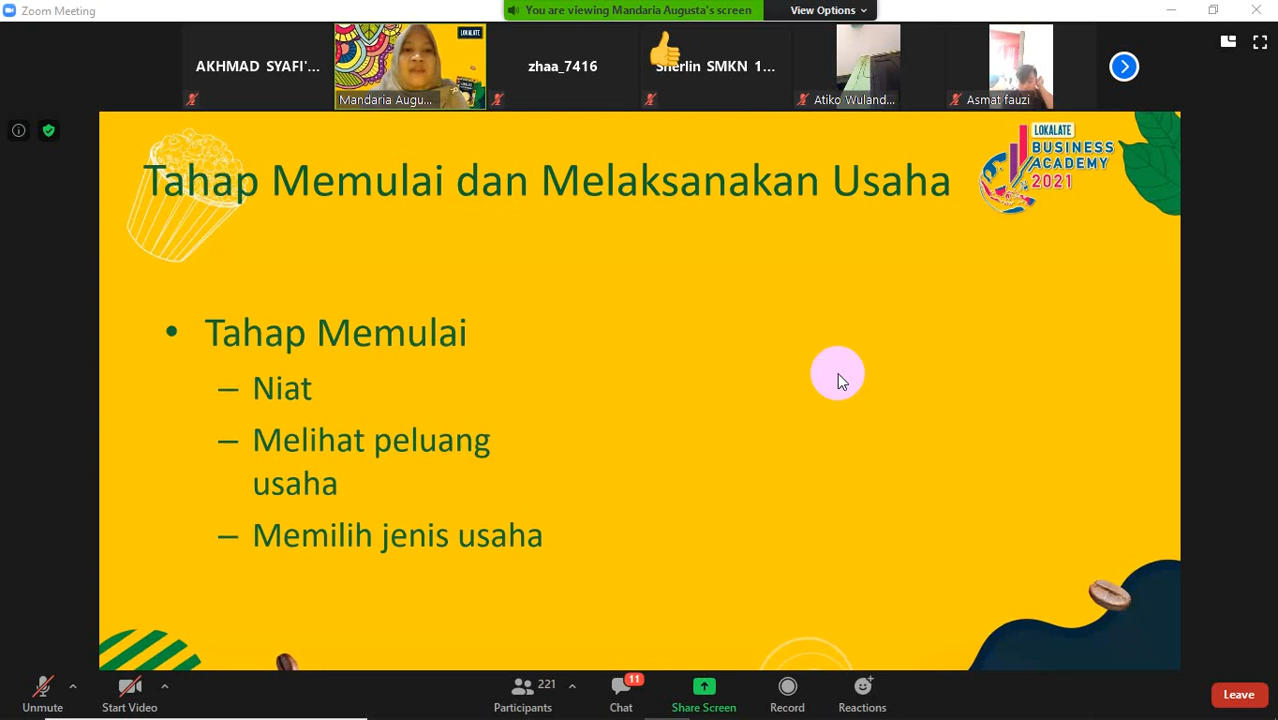 Zoom Meeting
You are viewing Mandaria Augusta's screen
View Options
LOKALATE
AKHMAD SYAFI'...
zhaa_7416
Sherlin SMKN 1...
Mandaria Augu...
Atiko Wuland...
Asmat fauzi
Tahap Memulai dan Melaksanakan Usaha
LOKALATE
BUSINESS
ACADEMY
2021
• Tahap Memulai
– Niat
– Melihat peluang
usaha
– Memilih jenis usaha
Unmute
Start Video
221
Participants
11
Chat
Share Screen
Record
Reactions
Leave